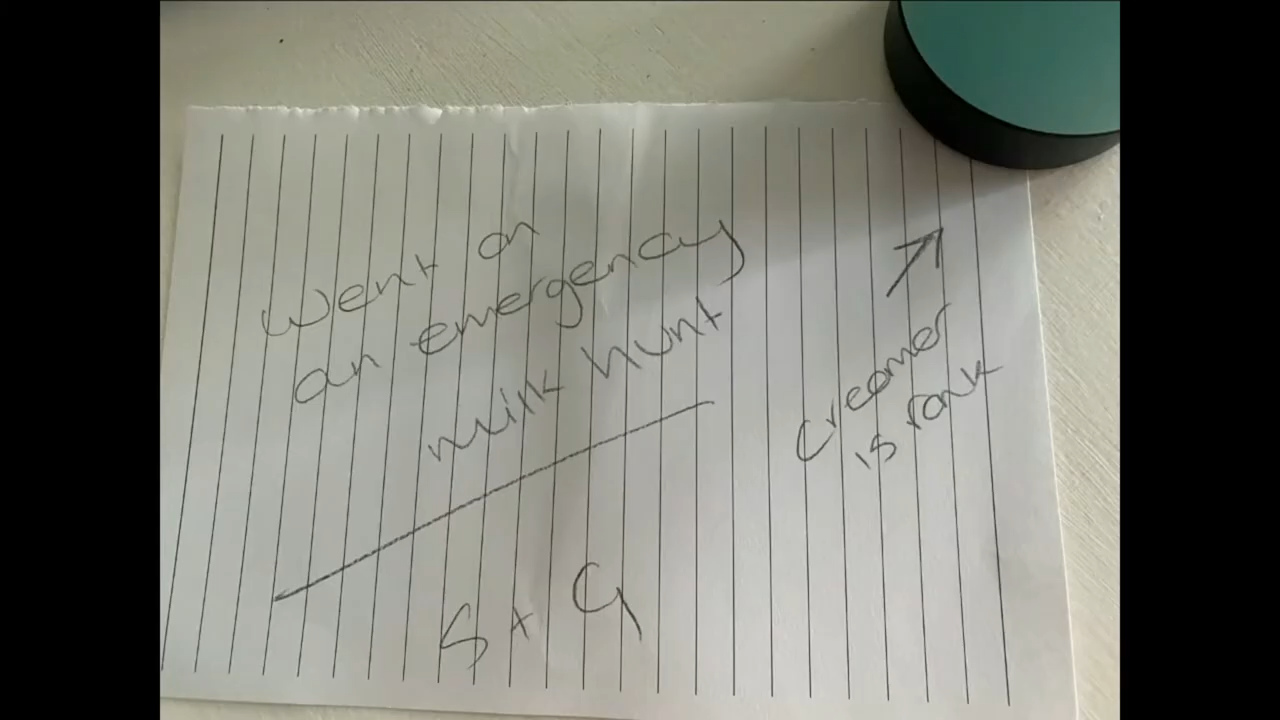 Went on
an emergency
milk hunt
S + G
Creamer
is rank